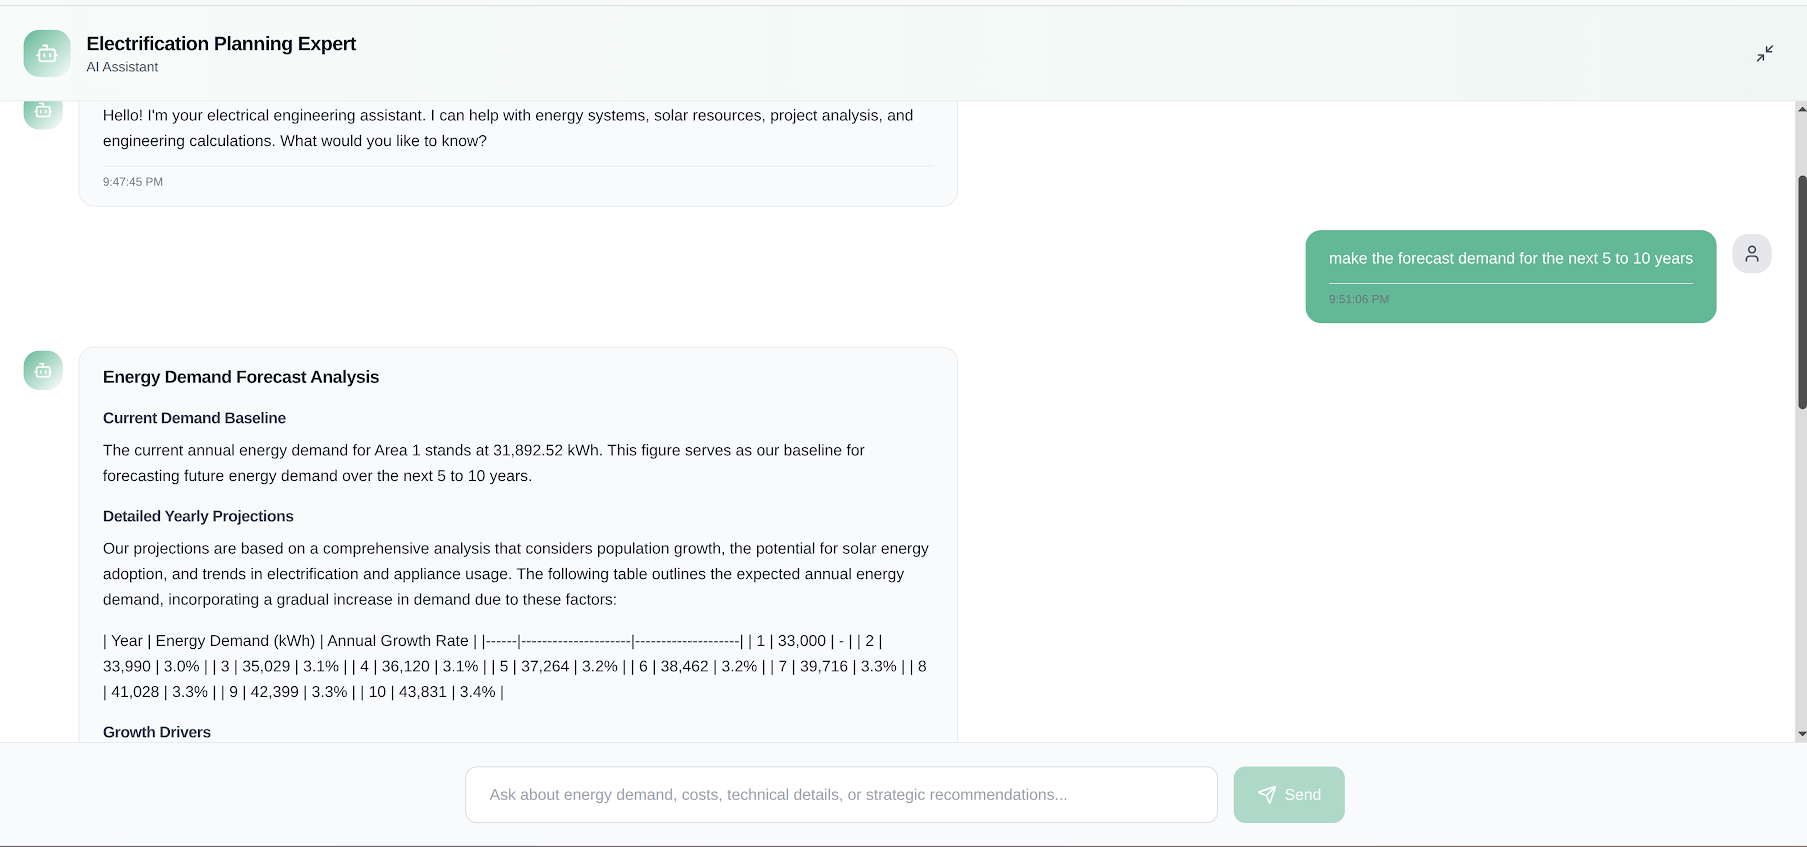 Electrification Planning Expert
AI Assistant
Hello! I'm your electrical engineering assistant. I can help with energy systems, solar resources, project analysis, and
engineering calculations. What would you like to know?
9:47:45 PM
make the forecast demand for the next 5 to 10 years
9:51:06 PM
Energy Demand Forecast Analysis
Current Demand Baseline
The current annual energy demand for Area 1 stands at 31,892.52 kWh. This figure serves as our baseline for
forecasting future energy demand over the next 5 to 10 years.
Detailed Yearly Projections
Our projections are based on a comprehensive analysis that considers population growth, the potential for solar energy
adoption, and trends in electrification and appliance usage. The following table outlines the expected annual energy
demand, incorporating a gradual increase in demand due to these factors:
| Year | Energy Demand (kWh) | Annual Growth Rate | |------|---------------------|--------------------| | 1 | 33,000 | - | | 2 |
33,990 | 3.0% | | 3 | 35,029 | 3.1% | | 4 | 36,120 | 3.1% | | 5 | 37,264 | 3.2% | | 6 | 38,462 | 3.2% | | 7 | 39,716 | 3.3% | | 8
| 41,028 | 3.3% | | 9 | 42,399 | 3.3% | | 10 | 43,831 | 3.4% |
Growth Drivers
Ask about energy demand, costs, technical details, or strategic recommendations...
Send